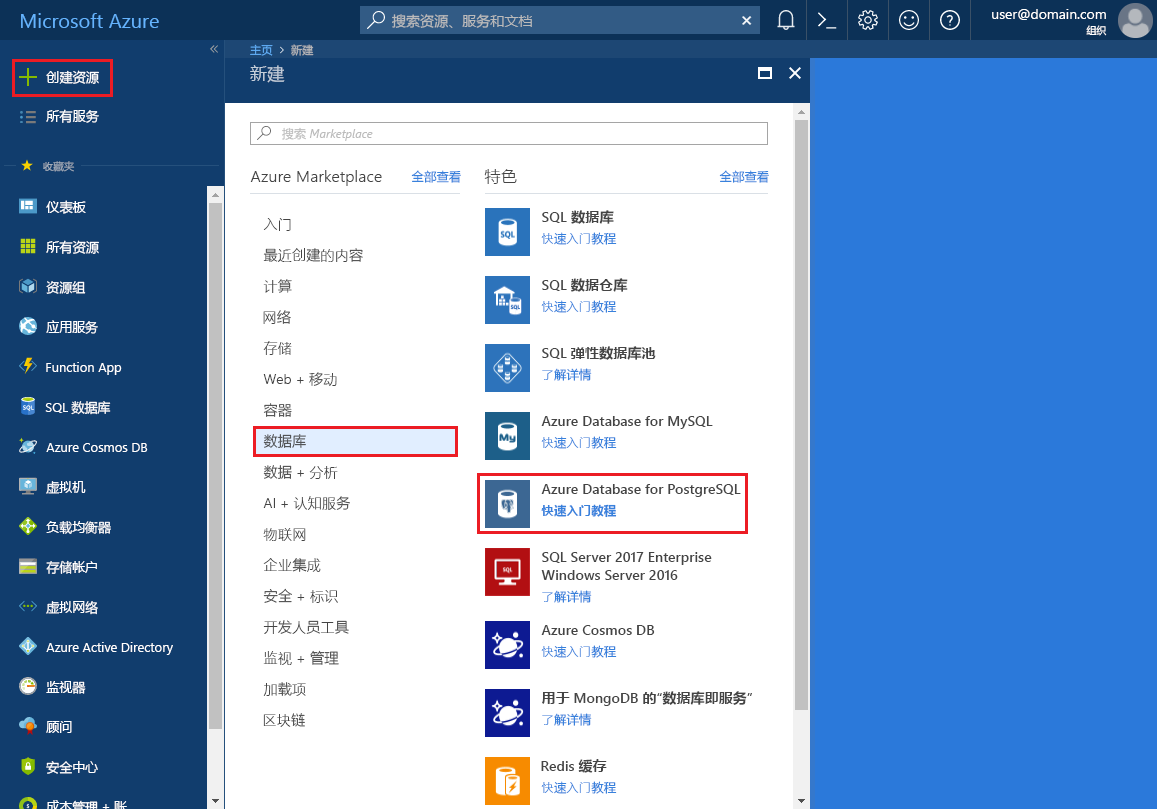 Microsoft Azure
搜索资源、服务和文档
user@domain.com
组织
创建资源
所有服务
收藏夹
仪表板
所有资源
资源组
应用服务
Function App
SQL 数据库
Azure Cosmos DB
虚拟机
负载均衡器
存储帐户
虚拟网络
Azure Active Directory
监视器
顾问
安全中心
成本管理 + 账
主页 > 新建
新建
搜索 Marketplace
Azure Marketplace 全部查看
入门
最近创建的内容
计算
网络
存储
Web + 移动
容器
数据库
数据 + 分析
AI + 认知服务
物联网
企业集成
安全 + 标识
开发人员工具
监视 + 管理
加载项
区块链
特色 全部查看
SQL 数据库
快速入门教程
SQL 数据仓库
快速入门教程
SQL 弹性数据库池
了解详情
Azure Database for MySQL
快速入门教程
Azure Database for PostgreSQL
快速入门教程
SQL Server 2017 Enterprise
Windows Server 2016
了解详情
Azure Cosmos DB
快速入门教程
用于 MongoDB 的“数据库即服务”
了解详情
Redis 缓存
快速入门教程